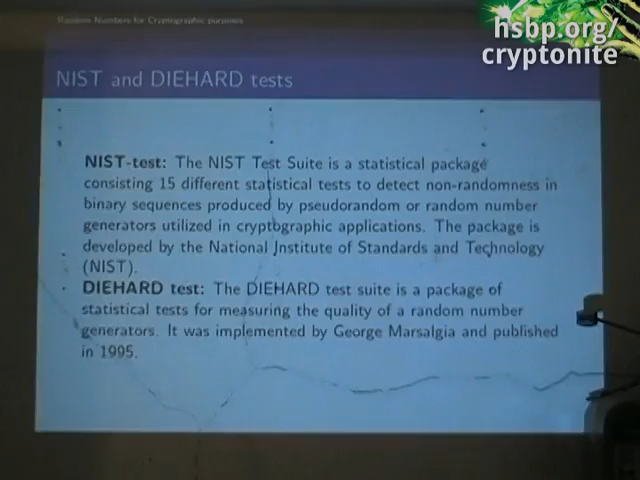 Random Numbers for Cryptographic purposes
hsbp.org/
cryptonite
NIST and DIEHARD tests
NIST-test: The NIST Test Suite is a statistical package
consisting 15 different statistical tests to detect non-randomness in
binary sequences produced by pseudorandom or random number
generators utilized in cryptographic applications. The package is
developed by the National Institute of Standards and Technology
(NIST).
DIEHARD test: The DIEHARD test suite is a package of
statistical tests for measuring the quality of a random number
generators. It was implemented by George Marsalgia and published
in 1995.